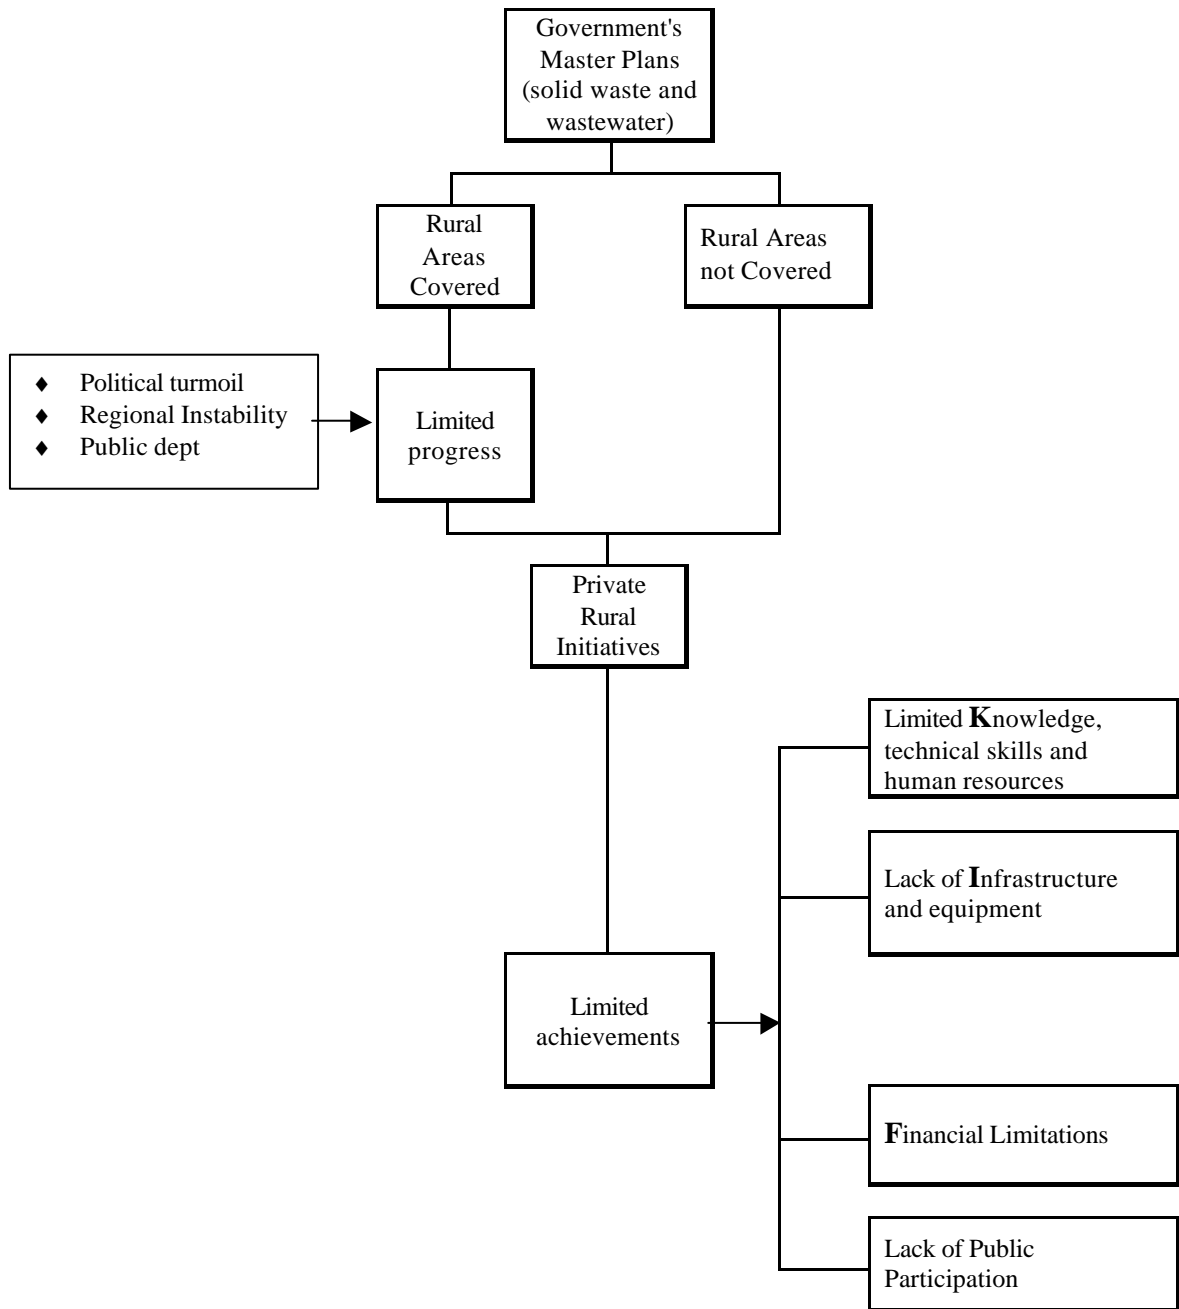 Government's
Master Plans
(solid waste and
wastewater)
Rural
Areas
Covered
Rural Areas
not Covered
♦ Political turmoil
♦ Regional Instability
♦ Public dept
Limited
progress
Private
Rural
Initiatives
Limited Knowledge,
technical skills and
human resources
Lack of Infrastructure
and equipment
Limited
achievements
Financial Limitations
Lack of Public
Participation